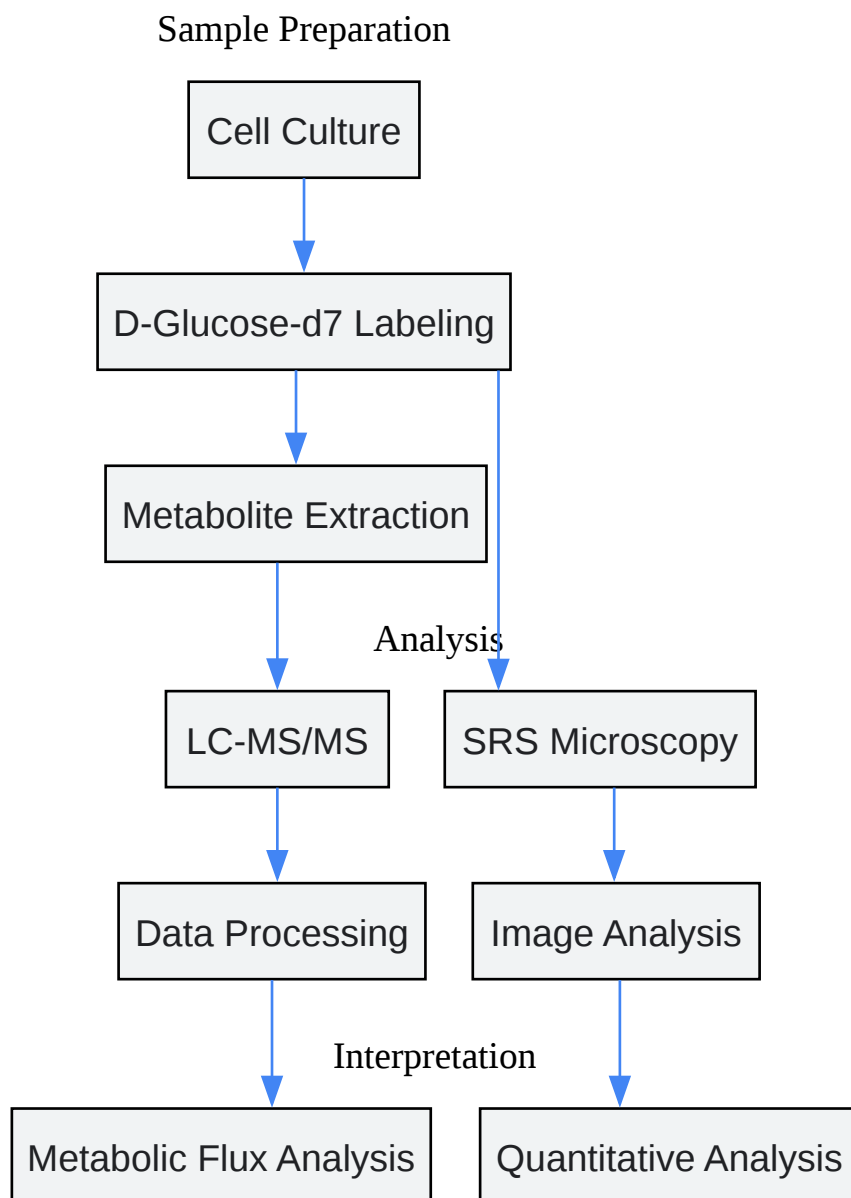 Sample Preparation
Cell Culture
D-Glucose-d7 Labeling
Metabolite Extraction
Analysis
LC-MS/MS
SRS Microscopy
Data Processing
Image Analysis
Interpretation
Metabolic Flux Analysis
Quantitative Analysis